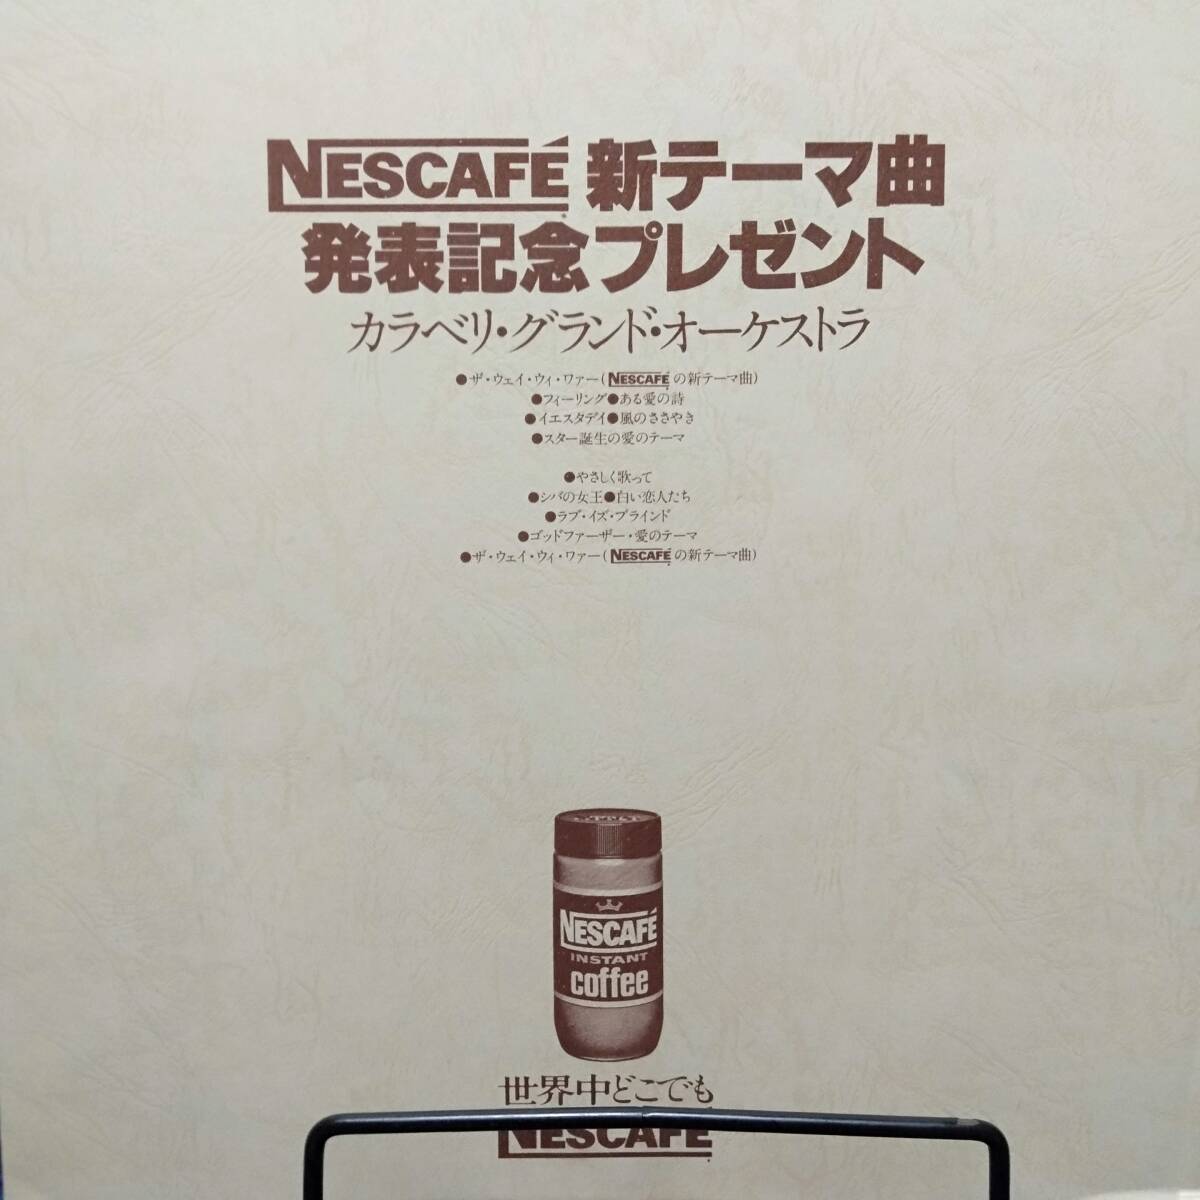 NESCAFÉ 新テーマ曲
発表記念プレゼント
カラベリ・グランド・オーケストラ
●ザ・ウェイ・ウィ・ワァー(NESCAFÉの新テーマ曲)
●フィーリング●ある愛の詩
●イエスタデイ●風のささやき
●スター誕生の愛のテーマ
●やさしく歌って
●シバの女王●白い恋人たち
●ラブ・イズ・ブラインド
●ゴッドファーザー・愛のテーマ
●ザ・ウェイ・ウィ・ワァー(NESCAFÉの新テーマ曲)
NESCAFÉ
INSTANT
coffee
世界中どこでも
NESCAFÉ